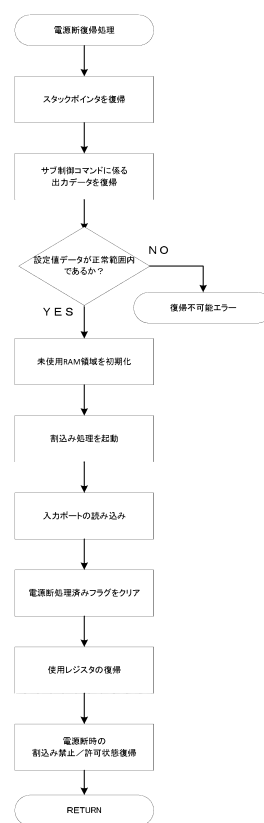 電源断復帰処理
スタックポインタを復帰
サブ制御コマンドに係る
出力データを復帰
設定値データが正常範囲内
であるか？
NO
復帰不可能エラー
YES
未使用RAM領域を初期化
割込み処理を起動
入力ポートの読み込み
電源断処理済みフラグをクリア
使用レジスタの復帰
電源断時の
割込み禁止／許可状態復帰
RETURN